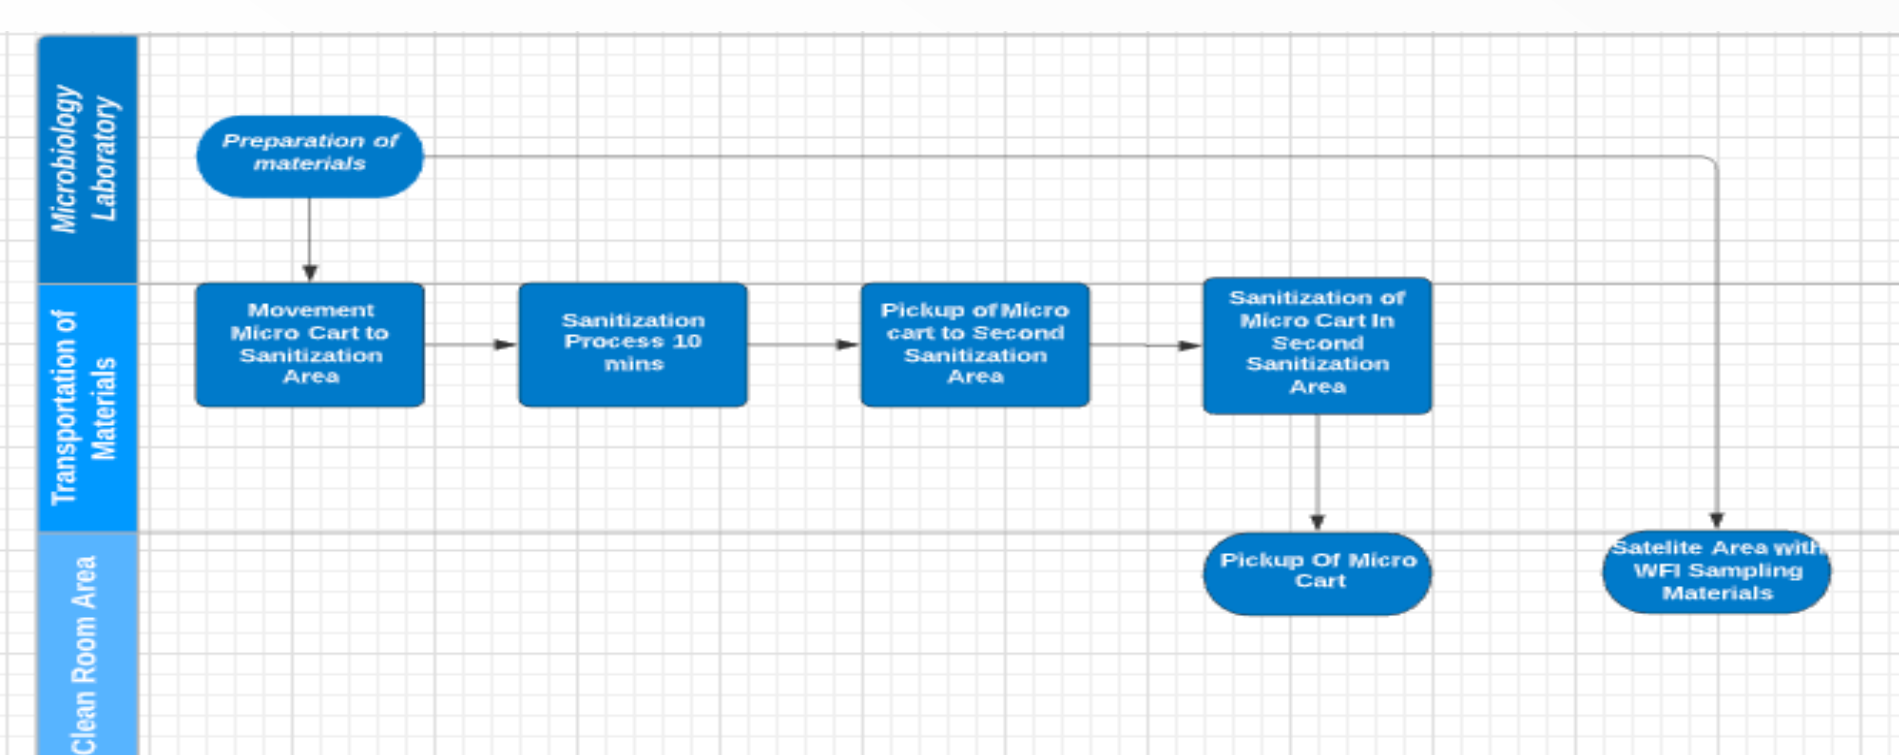 Microbiology
Laboratory
Preparation of
materials
Transportation of
Materials
Movement
Micro Cart to
Sanitization
Area
Sanitization
Process 10
mins
Pickup of Micro
cart to Second
Sanitization
Area
Sanitization of
Micro Cart In
Second
Sanitization
Area
Clean Room Area
Pickup Of Micro
Cart
Satelite Area with
WFI Sampling
Materials